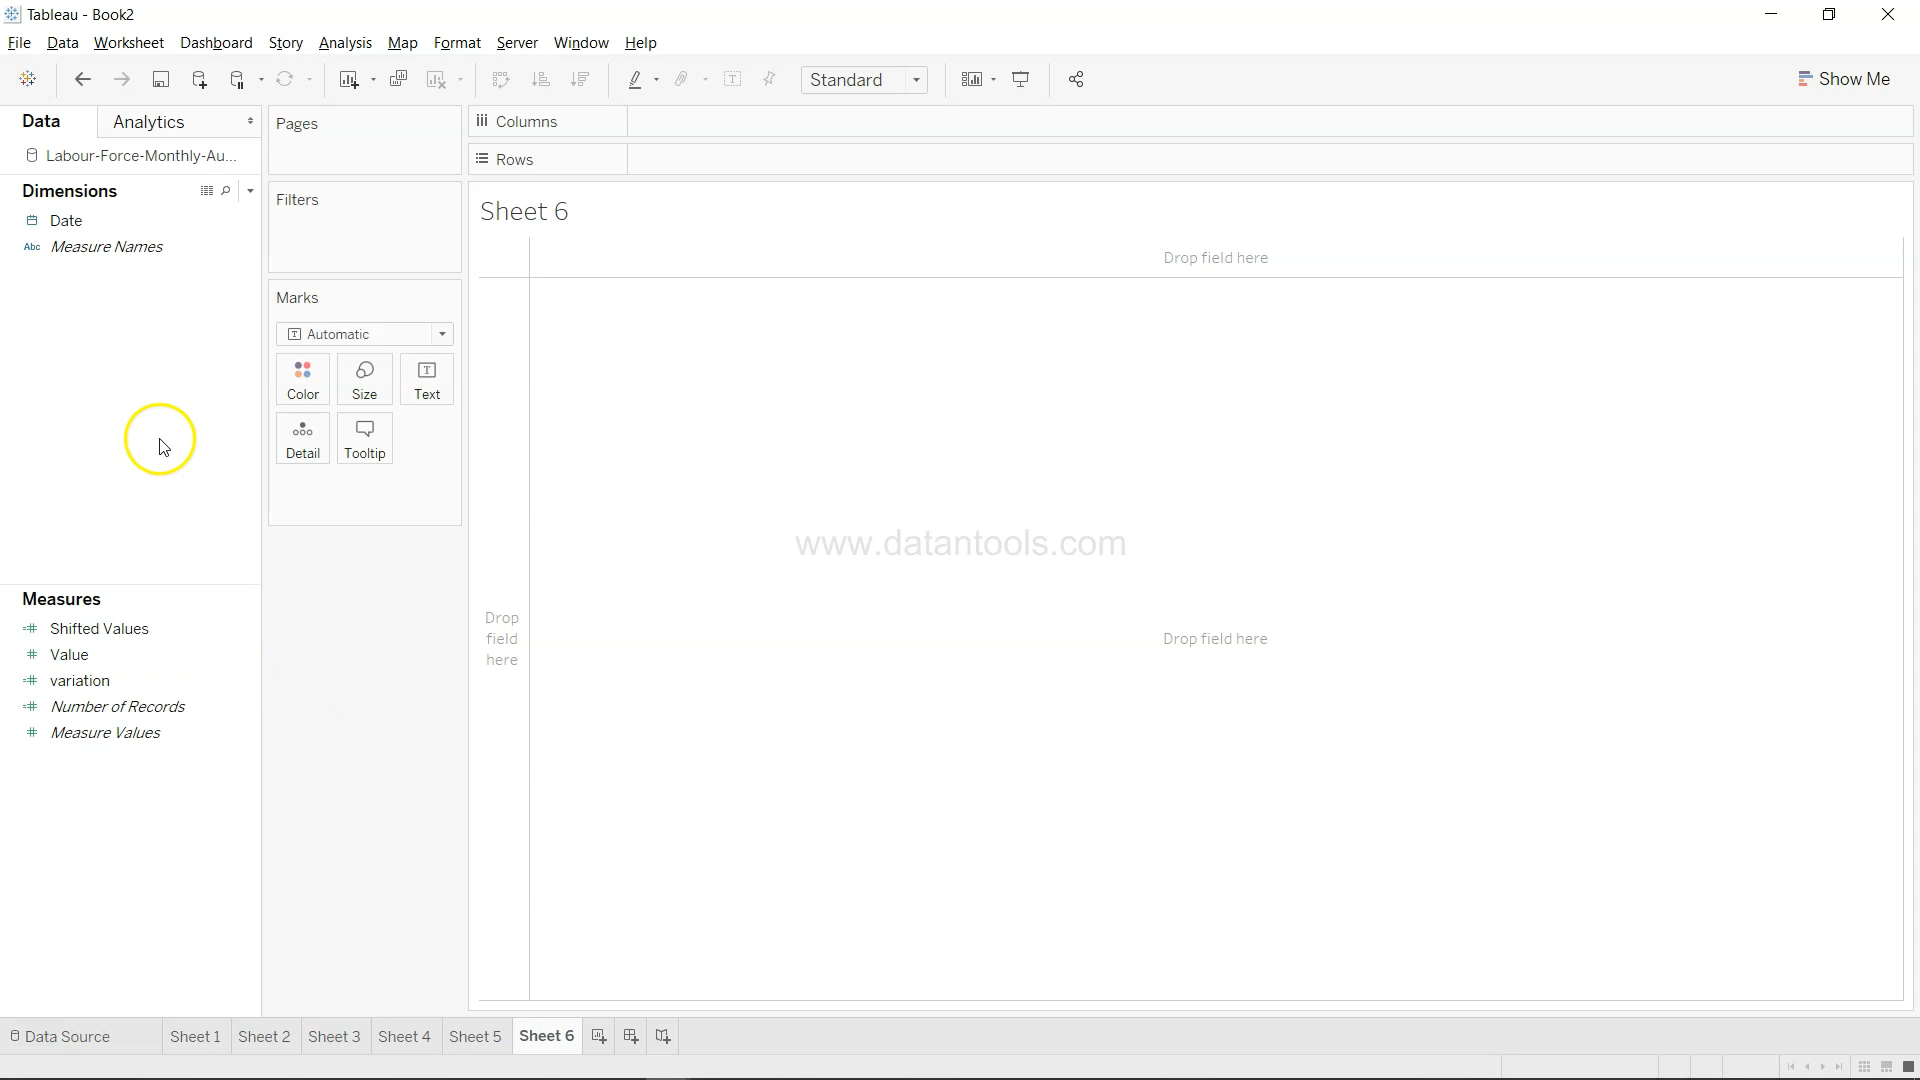 Tableau - Book2
File Data Worksheet Dashboard Story Analysis Map Format Server Window Help
Standard
Show Me
Data Analytics
Labour-Force-Monthly-Au...
Dimensions
Date
Abc Measure Names
Measures
Shifted Values
Value
variation
Number of Records
Measure Values
Pages
Filters
Marks
Automatic
Color Size Text
Detail Tooltip
Columns
Rows
Sheet 6
Drop field here
Drop
field
here
Drop field here
www.datantools.com
Data Source Sheet 1 Sheet 2 Sheet 3 Sheet 4 Sheet 5 Sheet 6